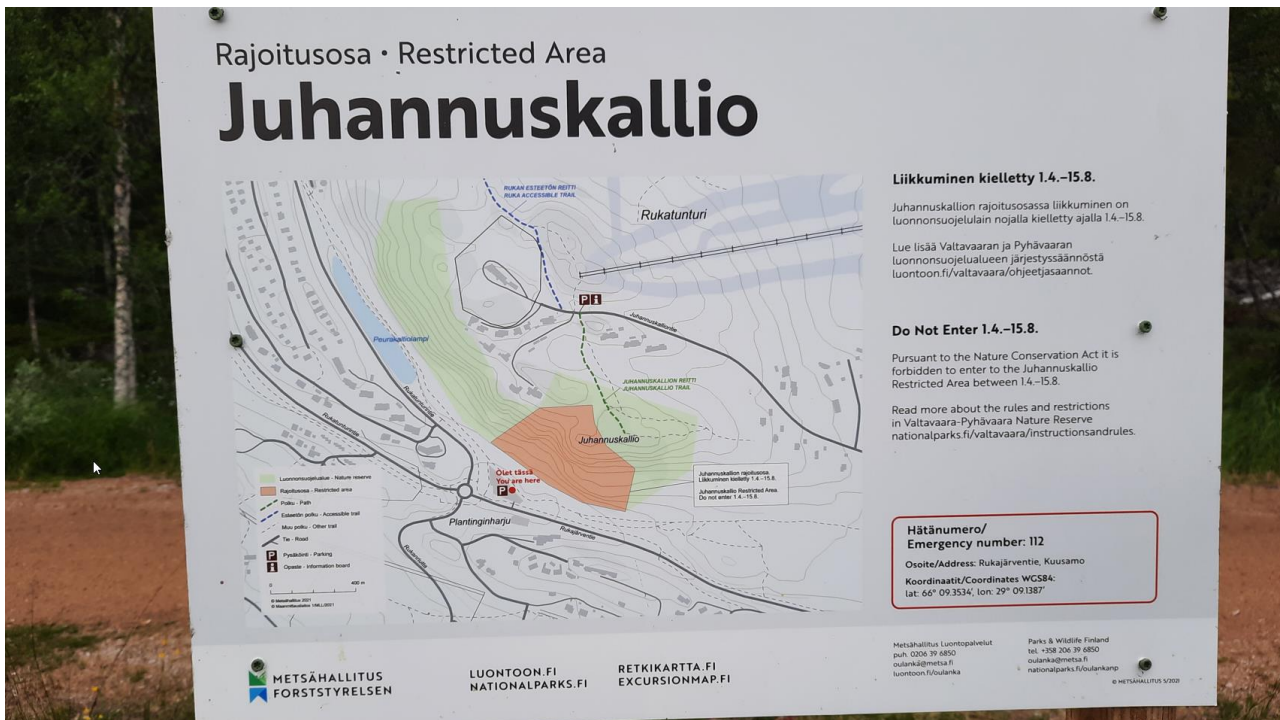 Rajoitusosa • Restricted Area
Juhannuskallio
RUKAN ESTEETÖN REITTI
RUKA ACCESSIBLE TRAIL
Rukatunturi
P i
Juhannuskalliontie
Peurakalliolampi
JUHANNUSKALLION REITTI
JUHANNUSKALLIO TRAIL
Rukatunturintie
Rukanriutta
Juhannuskallio
Olet tässä
You are here
P
Plantinginharju
Rukajärventie
Juhannuskallion rajoitusosa.
Liikkuminen kielletty 1.4.-15.8.
Juhannuskallio Restricted Area.
Do not enter 1.4.-15.8.
Luonnonsuojelualue - Nature reserve
Rajoitusosa - Restricted area
Polku - Path
Esteetön polku - Accessible trail
Muu polku - Other trail
Tie - Road
P Pysäköinti - Parking
i Opaste - Information board
0 400 m
© Metsähallitus 2021
Liikkuminen kielletty 1.4.–15.8.
Juhannuskallion rajoitusosassa liikkuminen on
luonnonsuojelulain nojalla kielletty ajalla 1.4.–15.8.
Lue lisää Valtavaaran ja Pyhävaaran
luonnonsuojelualueen järjestyssäännöstä
luontoon.fi/valtavaara/ohjeetjasaannot.
Do Not Enter 1.4.–15.8.
Pursuant to the Nature Conservation Act it is
forbidden to enter to the Juhannuskallio
Restricted Area between 1.4.–15.8.
Read more about the rules and restrictions
in Valtavaara-Pyhävaara Nature Reserve
nationalparks.fi/valtavaara/instructionsandrules.
Hätänumero/
Emergency number: 112
Osoite/Address: Rukajärventie, Kuusamo
Koordinaatit/Coordinates WGS84:
lat: 66° 09.3534′, lon: 29° 09.1387′
METSÄHALLITUS
FORSTSTYRELSEN
LUONTOON.FI
NATIONALPARKS.FI
RETKIKARTTA.FI
EXCURSIONMAP.FI
Metsähallitus Luontopalvelut
puh. 0206 39 6850
oulanka@metsa.fi
luontoon.fi/oulanka
Parks & Wildlife Finland
tel. +358 206 39 6850
oulanka@metsa.fi
nationalparks.fi/oulankanp
© METSÄHALLITUS 5/2021